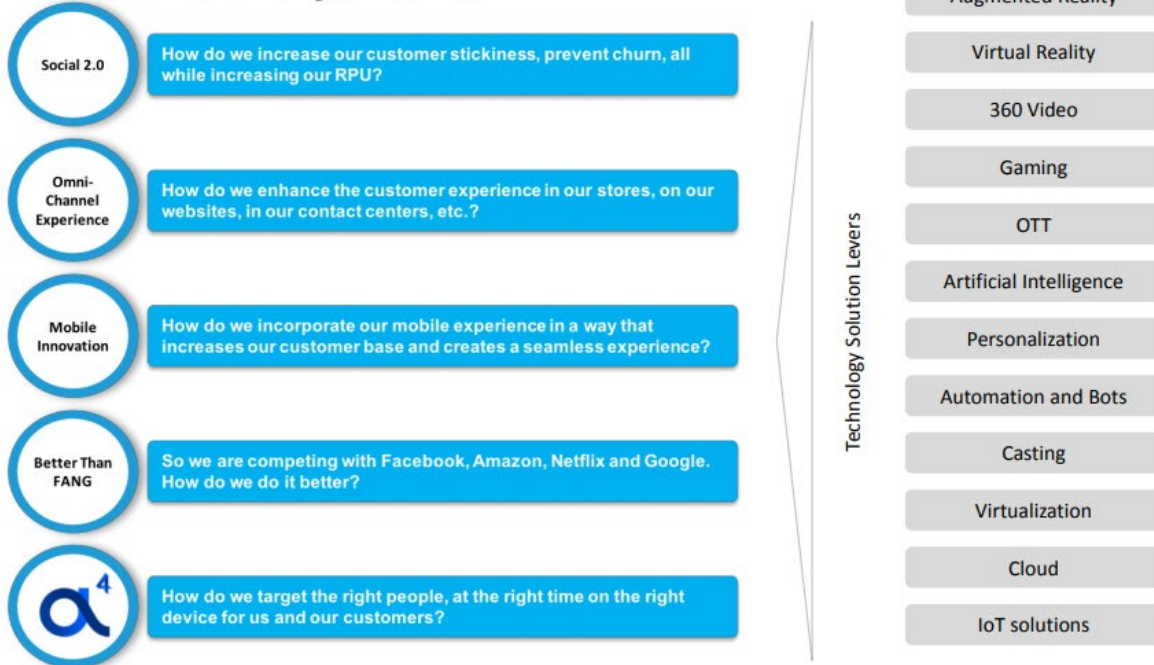 Social 2.0
How do we increase our customer stickiness, prevent churn, all
while increasing our RPU?
Omni-
Channel
Experience
How do we enhance the customer experience in our stores, on our
websites, in our contact centers, etc.?
Mobile
Innovation
How do we incorporate our mobile experience in a way that
increases our customer base and creates a seamless experience?
Better Than
FANG
So we are competing with Facebook, Amazon, Netflix and Google.
How do we do it better?
a4
How do we target the right people, at the right time on the right
device for us and our customers?
Technology Solution Levers
Augmented Reality
Virtual Reality
360 Video
Gaming
OTT
Artificial Intelligence
Personalization
Automation and Bots
Casting
Virtualization
Cloud
IoT solutions